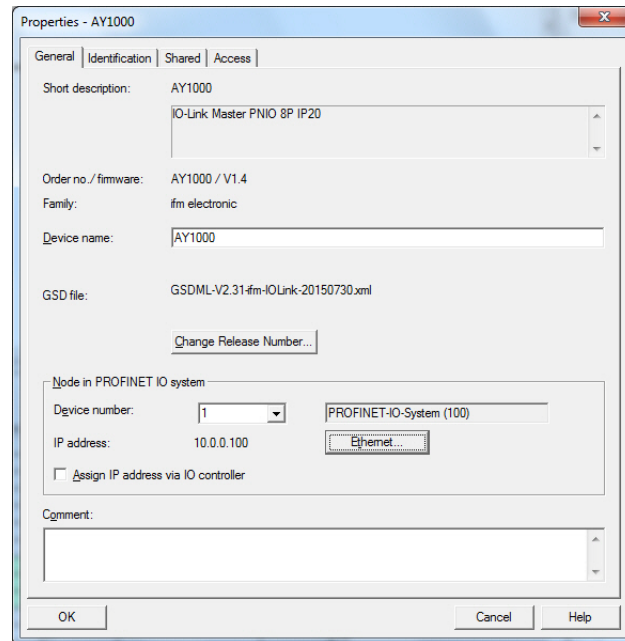 Properties - AY1000
General Identification Shared Access
Short description: AY1000
IO-Link Master PNIO 8P IP20
Order no./ firmware: AY1000 / V1.4
Family: ifm electronic
Device name: AY1000
GSD file: GSDML-V2.31-ifm-IOLink-20150730.xml
Change Release Number...
Node in PROFINET IO system
Device number: 1 PROFINET-IO-System (100)
IP address: 10.0.0.100 Ethernet...
Assign IP address via IO controller
Comment:
OK Cancel Help